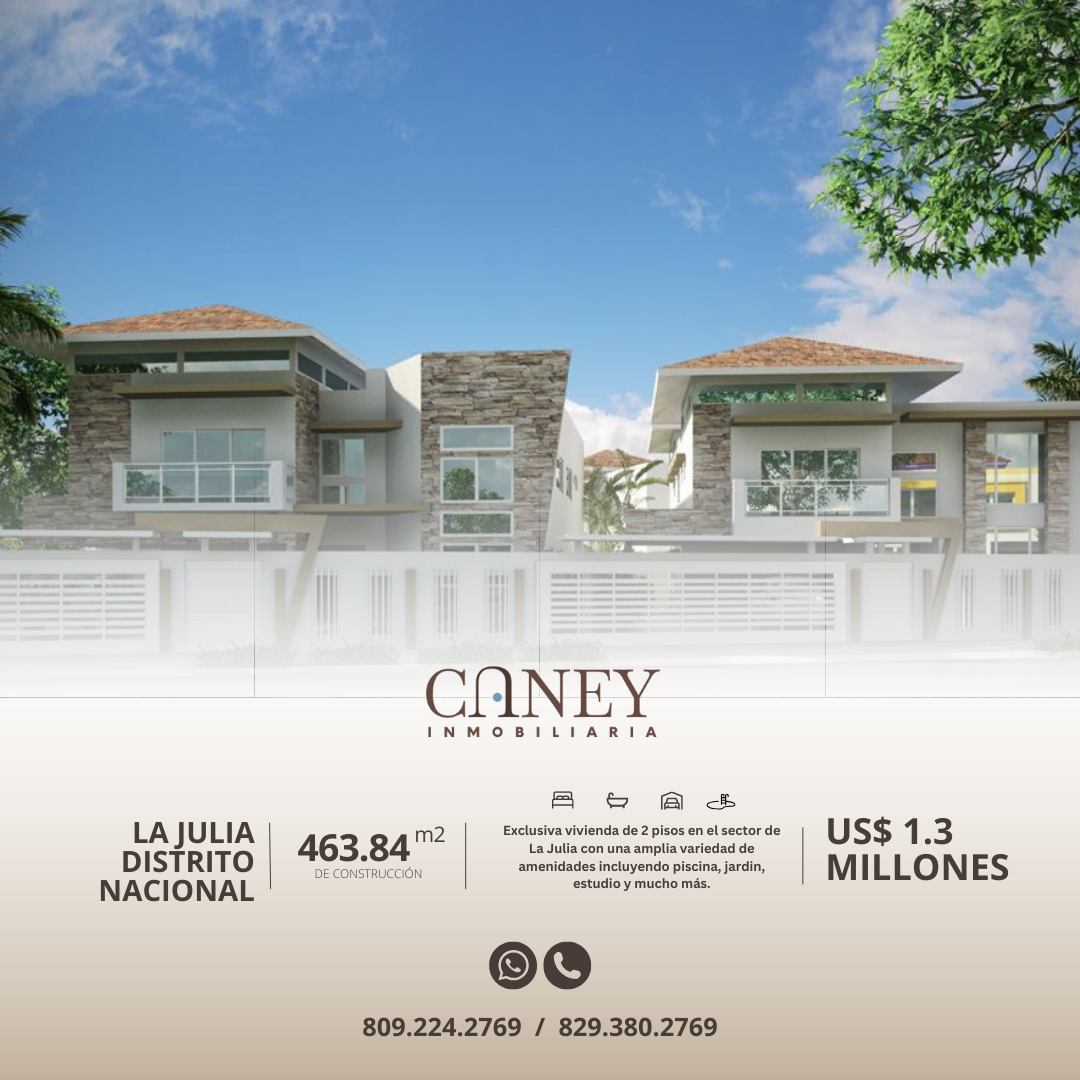 CANEY
INMOBILIARIA
LA JULIA
DISTRITO
NACIONAL
463.84 m2
DE CONSTRUCCIÓN
Exclusiva vivienda de 2 pisos en el sector de
La Julia con una amplia variedad de
amenidades incluyendo piscina, jardin,
estudio y mucho más.
US$ 1.3
MILLONES
809.224.2769 / 829.380.2769